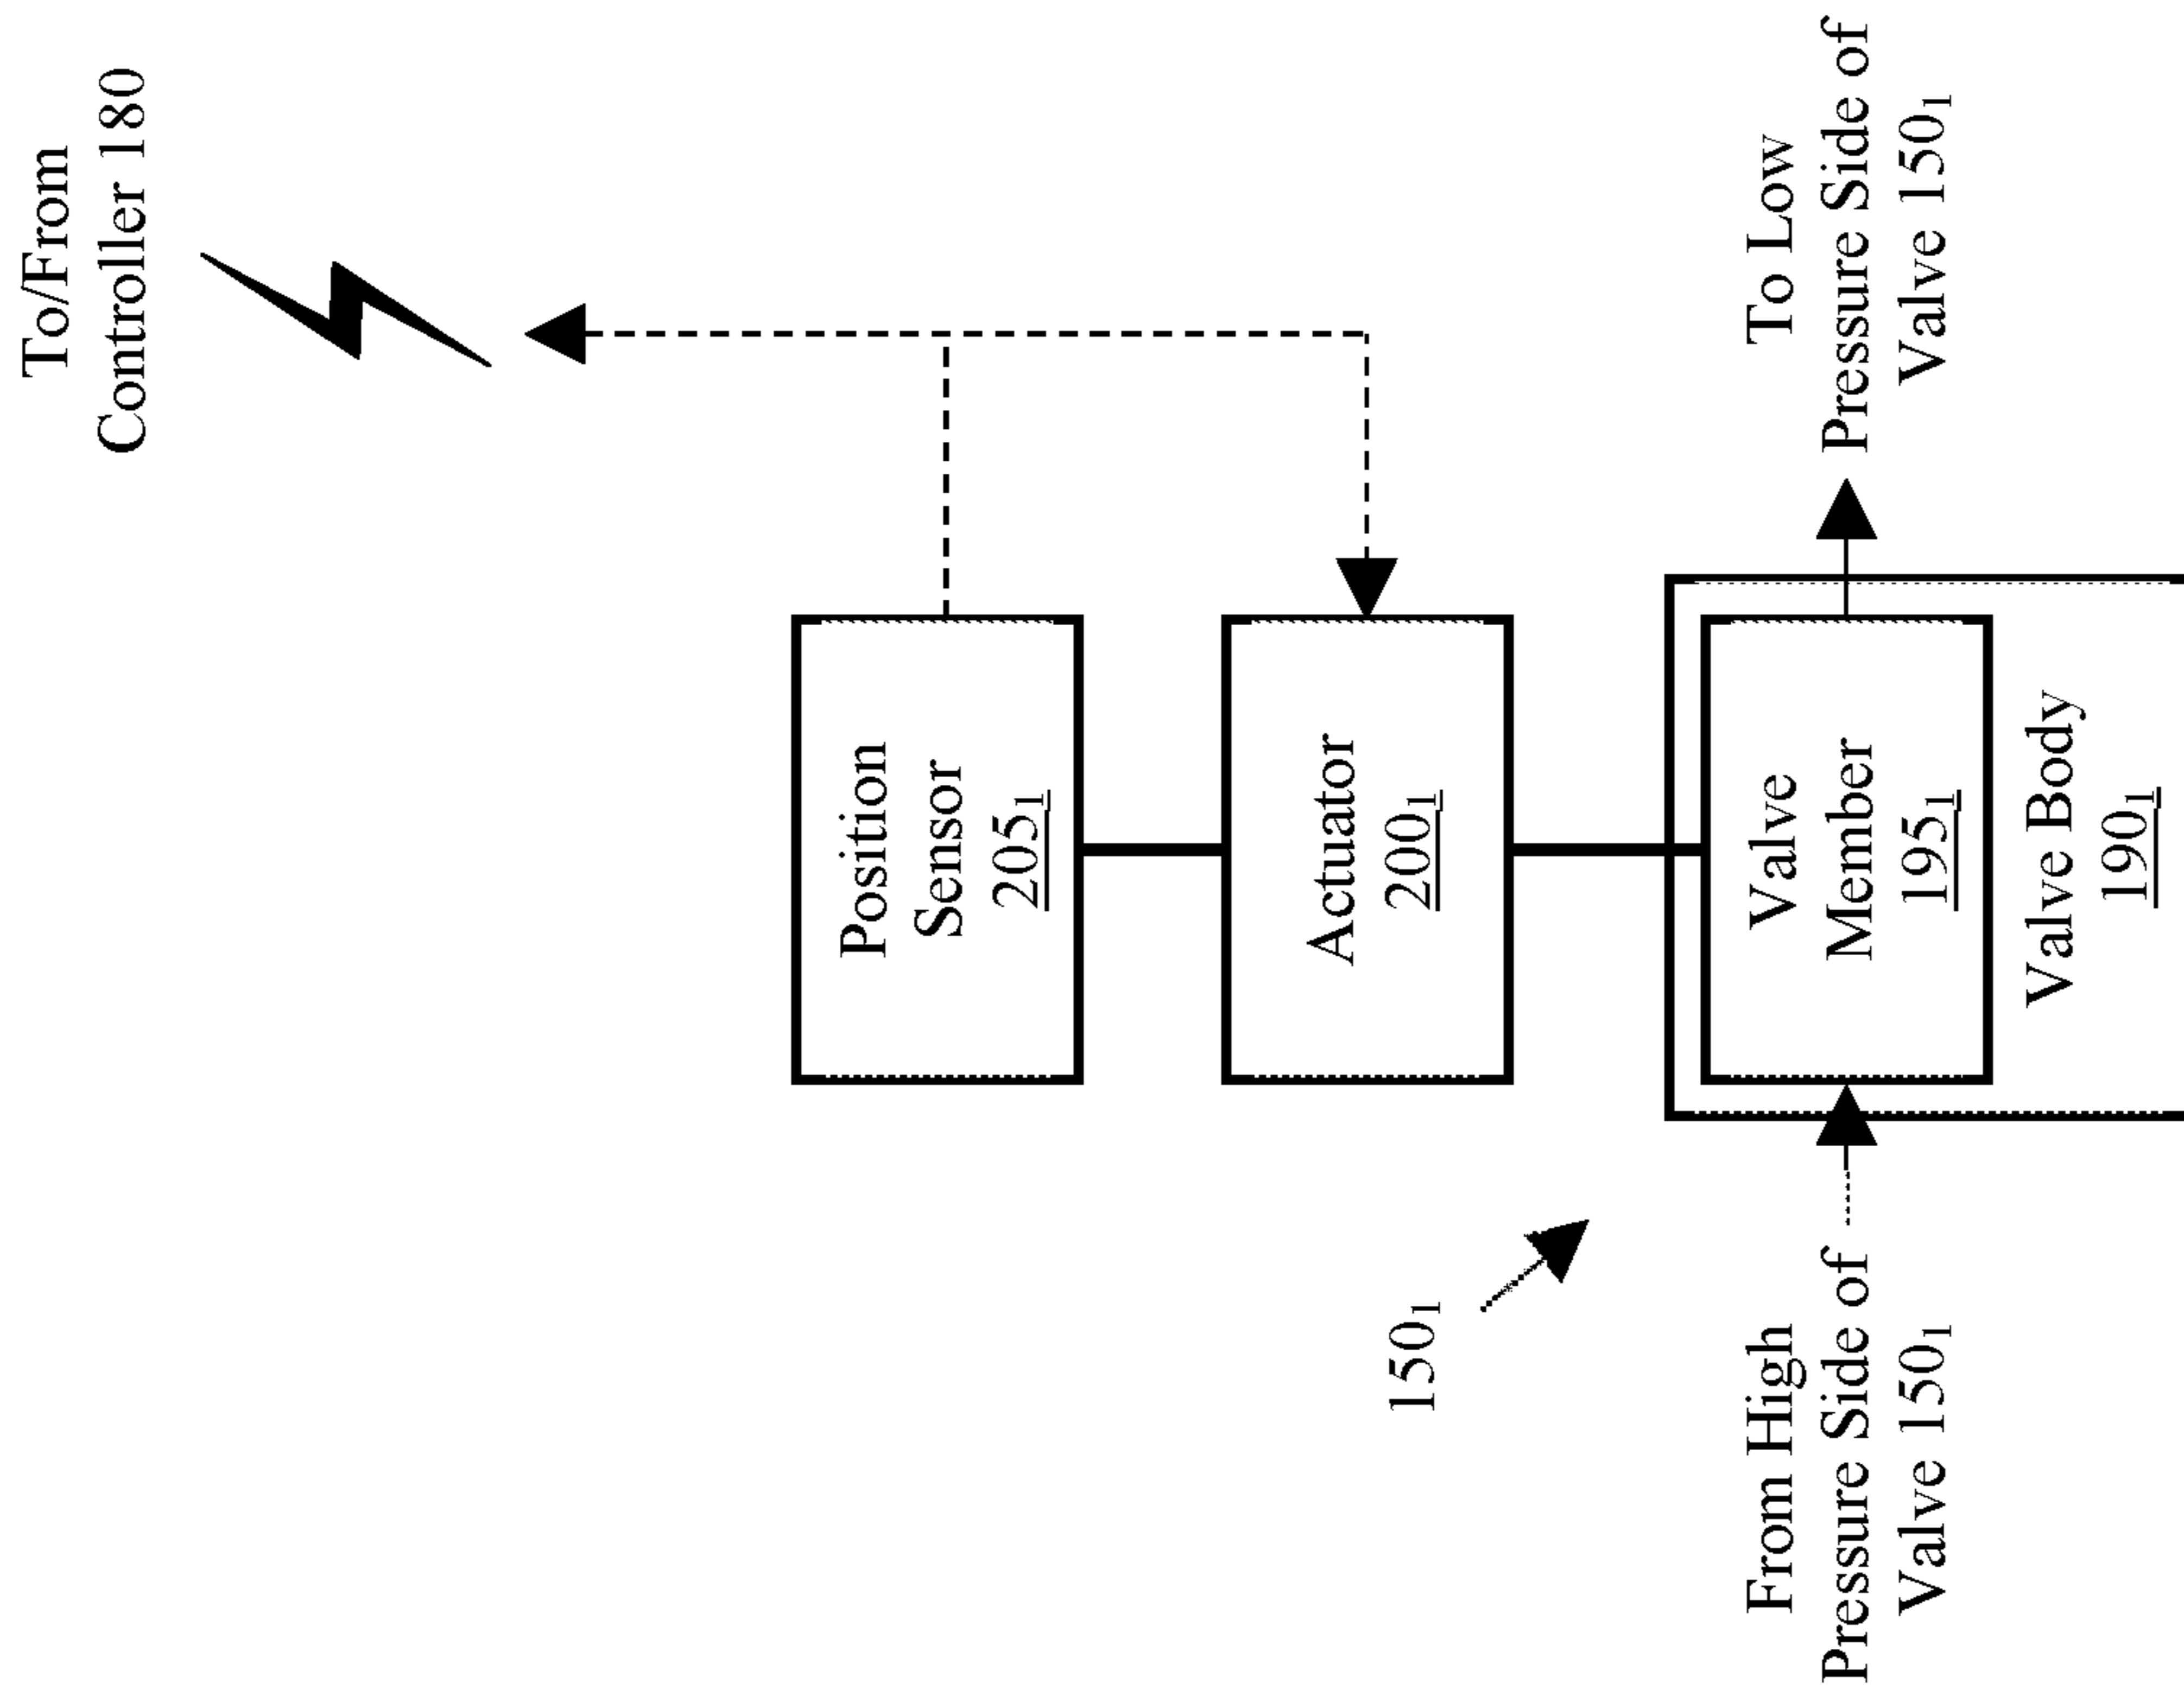 To/From
Controller 180
Position
Sensor
205₁
Actuator
200₁
150₁
From High
Pressure Side of
Valve 150₁
Valve
Member
195₁
To Low
Pressure Side of
Valve 150₁
Valve Body
190₁